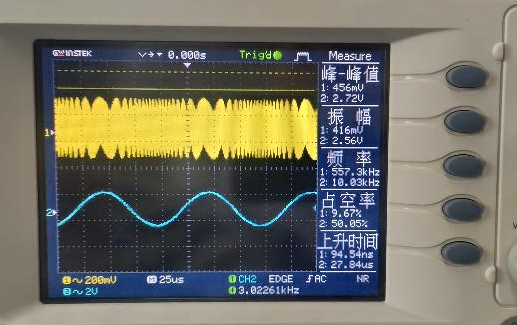 GWINSTEK 0.000s Trig'd Measure
峰-峰值
1: 456mV
2: 2.72V
振 幅
1: 416mV
2: 2.56V
频 率
1: 557.3kHz
2: 10.03kHz
占空率
1: 9.67%
2: 50.05%
上升时间
1: 94.54ns
2: 27.84us
1
2
1 ~ 200mV M 25us T CH2 EDGE AC NR
2 ~ 2V T 3.02261kHz